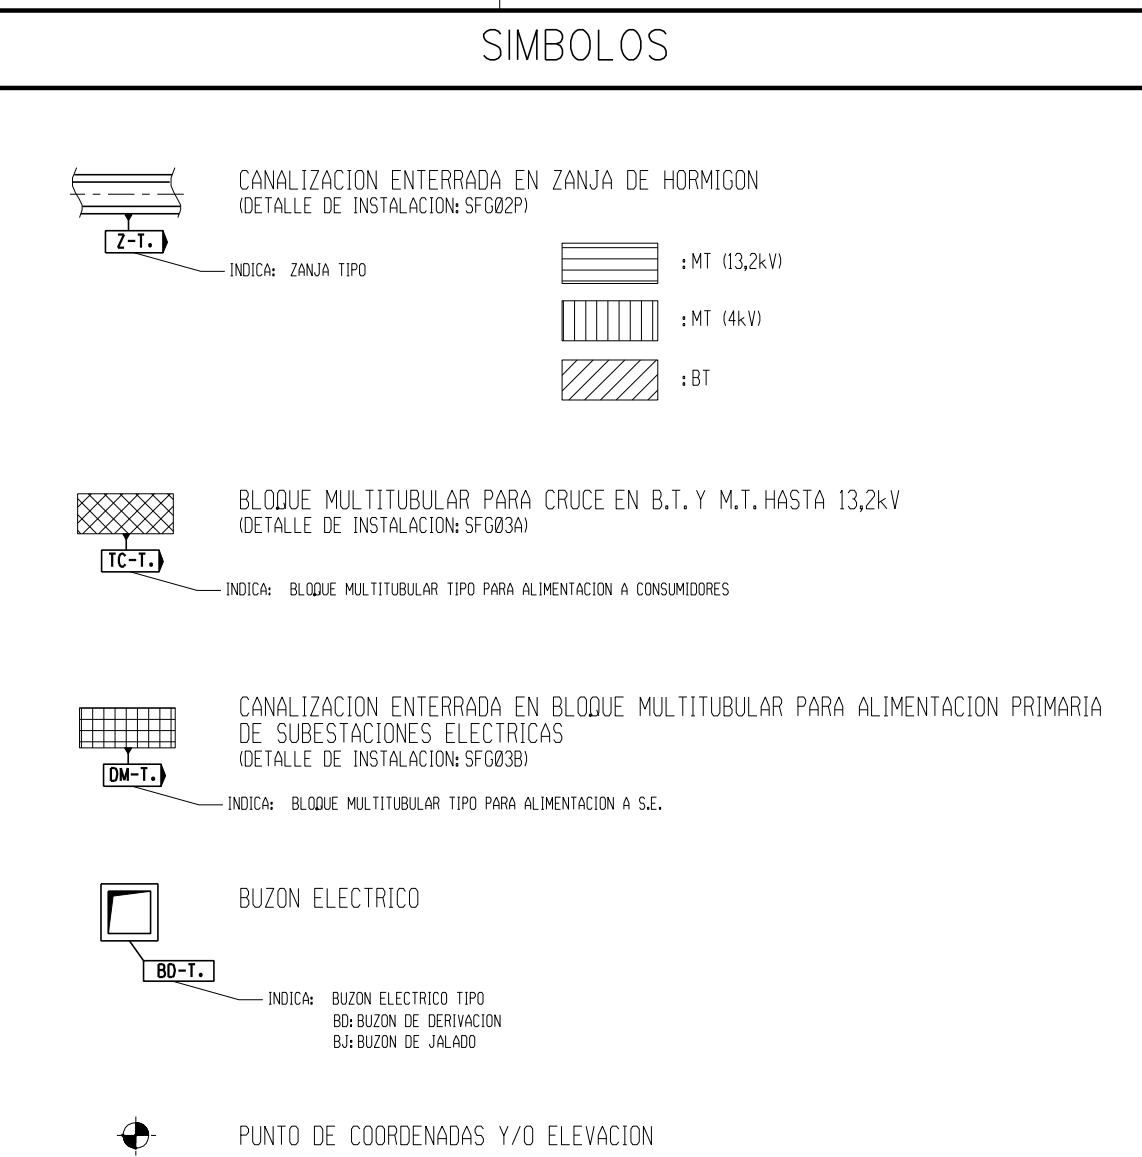 SIMBOLOS
CANALIZACION ENTERRADA EN ZANJA DE HORMIGON
(DETALLE DE INSTALACION: SFG02P)
Z-T.
INDICA: ZANJA TIPO
: MT (13,2kV)
: MT (4kV)
: BT
BLOQUE MULTITUBULAR PARA CRUCE EN B.T. Y M.T. HASTA 13,2kV
(DETALLE DE INSTALACION: SFG03A)
TC-T.
INDICA: BLOQUE MULTITUBULAR TIPO PARA ALIMENTACION A CONSUMIDORES
CANALIZACION ENTERRADA EN BLOQUE MULTITUBULAR PARA ALIMENTACION PRIMARIA
DE SUBESTACIONES ELECTRICAS
(DETALLE DE INSTALACION: SFG03B)
DM-T.
INDICA: BLOQUE MULTITUBULAR TIPO PARA ALIMENTACION A S.E.
BUZON ELECTRICO
BD-T.
INDICA: BUZON ELECTRICO TIPO
BD: BUZON DE DERIVACION
BJ: BUZON DE JALADO
PUNTO DE COORDENADAS Y/O ELEVACION